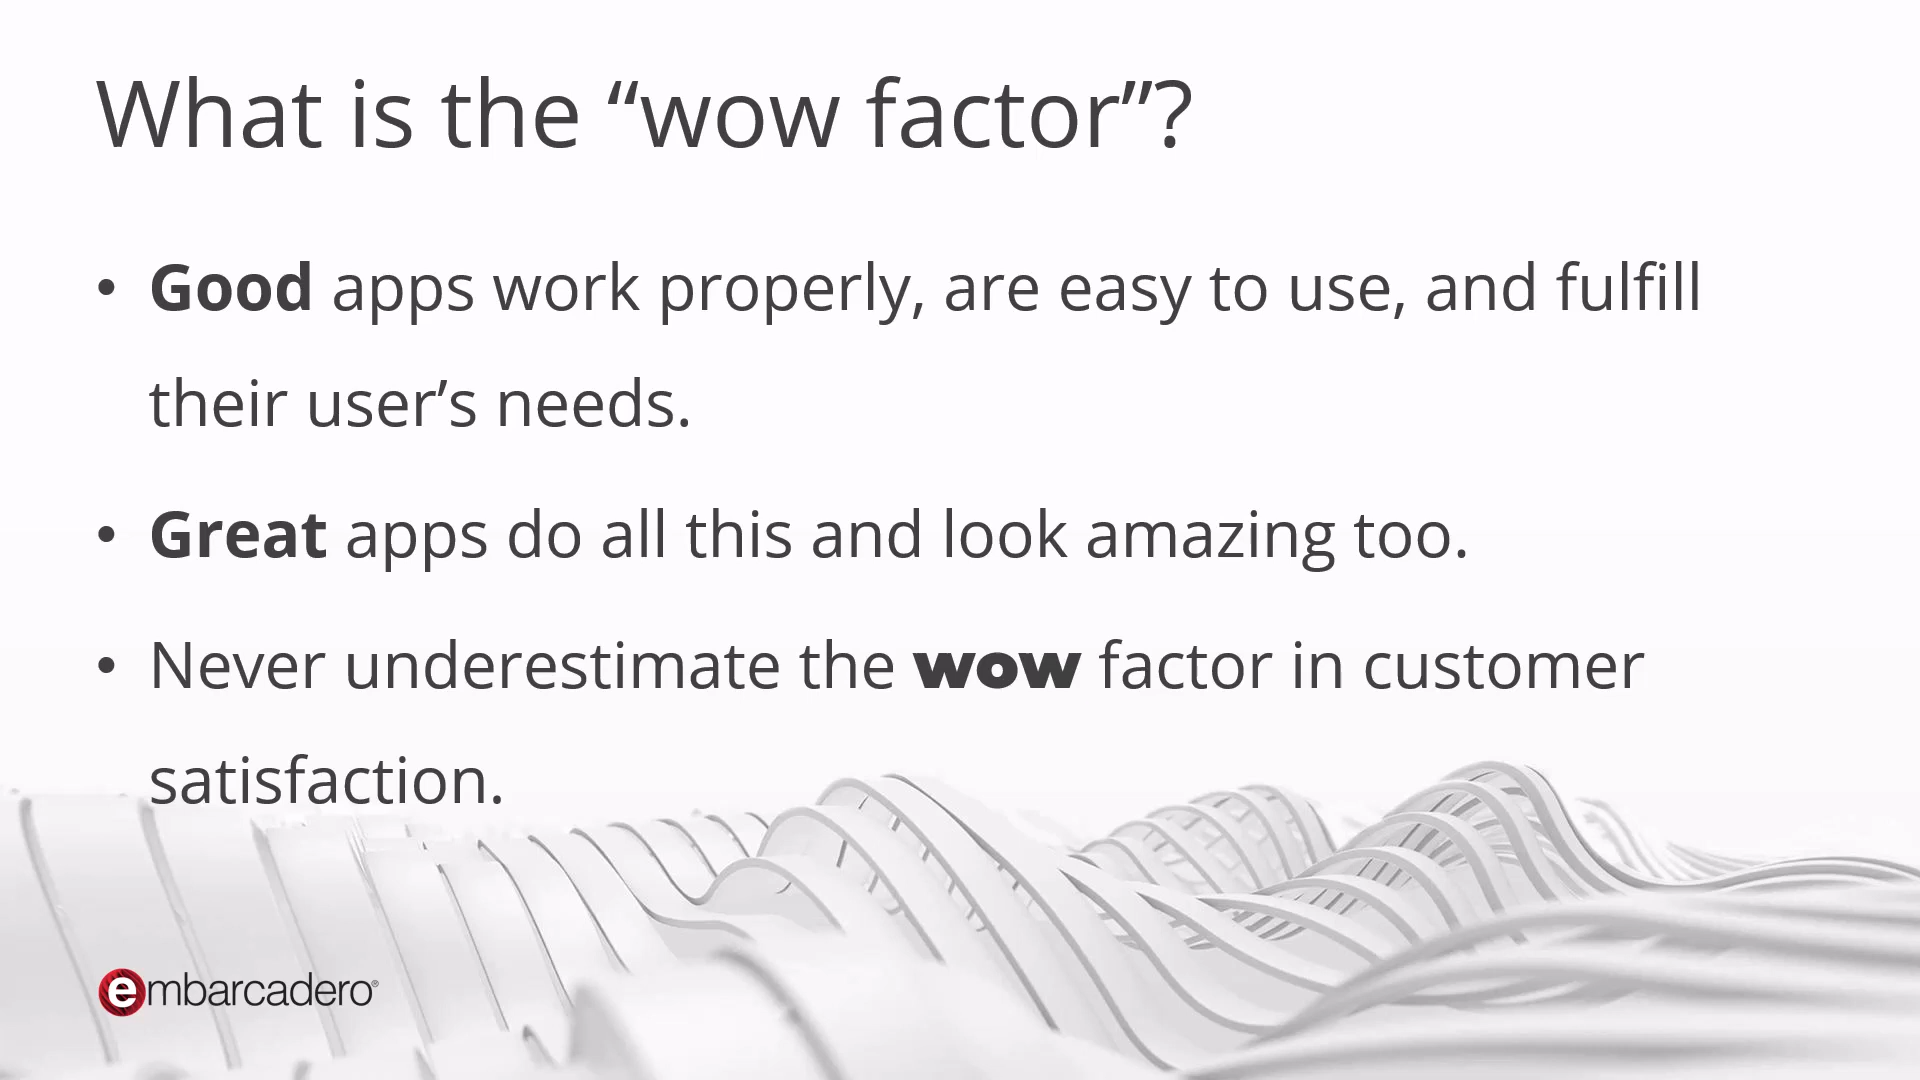 What is the “wow factor”?
• Good apps work properly, are easy to use, and fulfill
their user’s needs.
• Great apps do all this and look amazing too.
• Never underestimate the wow factor in customer
satisfaction.
embarcadero®